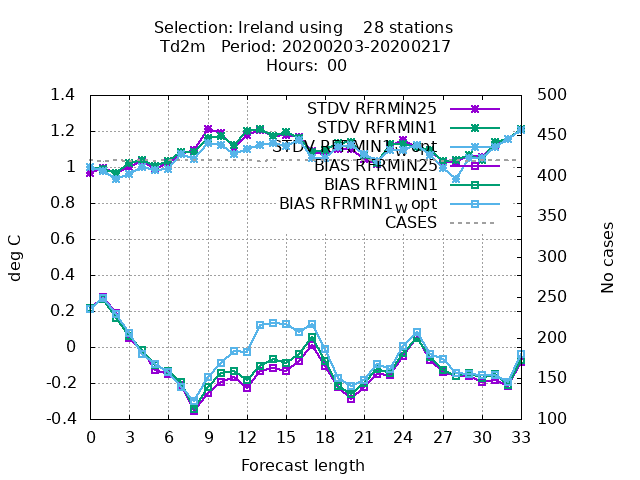 Selection: Ireland using    28 stations
Td2m   Period: 20200203-20200217
Hours:  00
1.4
1.2
1
0.8
0.6
0.4
0.2
0
-0.2
-0.4
deg C
500
450
400
350
300
250
200
150
100
No cases
STDV RFRMIN25
STDV RFRMIN1
STDV RFRMIN1_W opt
BIAS RFRMIN25
BIAS RFRMIN1
BIAS RFRMIN1_W opt
CASES
0 3 6 9 12 15 18 21 24 27 30 33
Forecast length